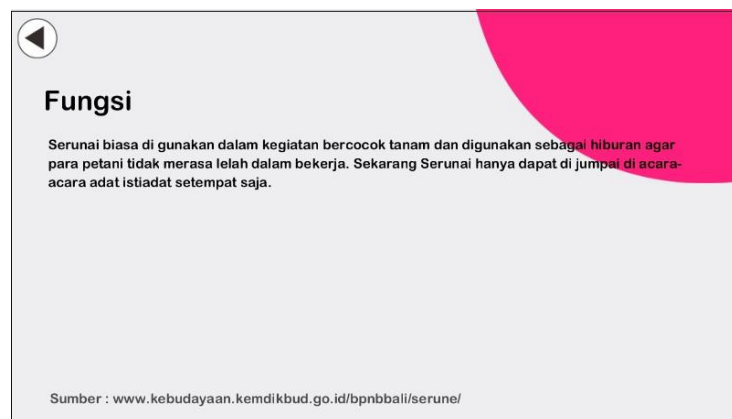 Fungsi
Serunai biasa di gunakan dalam kegiatan bercocok tanam dan digunakan sebagai hiburan agar
para petani tidak merasa lelah dalam bekerja. Sekarang Serunai hanya dapat di jumpai di acara-
acara adat istiadat setempat saja.
Sumber : www.kebudayaan.kemdikbud.go.id/bpnbbali/serune/